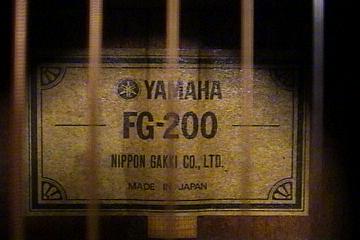 YAMAHA
FG-200
NIPPON GAKKI CO., LTD.
MADE IN JAPAN